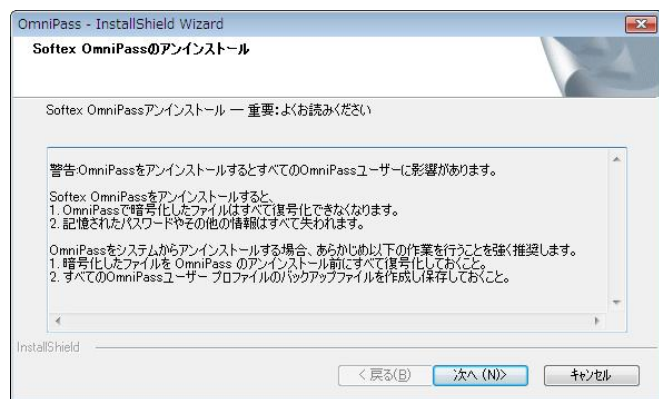 OmniPass - InstallShield Wizard
Softex OmniPassのアンインストール
Softex OmniPassアンインストール ― 重要：よくお読みください
警告:OmniPassをアンインストールするとすべてのOmniPassユーザーに影響があります。
Softex OmniPassをアンインストールすると、
1. OmniPassで暗号化したファイルはすべて復号化できなくなります。
2. 記憶されたパスワードやその他の情報はすべて失われます。
OmniPassをシステムからアンインストールする場合、あらかじめ以下の作業を行うことを強く推奨します。
1. 暗号化したファイルを OmniPass のアンインストール前にすべて復号化しておくこと。
2. すべてのOmniPassユーザー プロファイルのバックアップファイルを作成し保存しておくこと。
InstallShield
< 戻る(B)
次へ (N)>
キャンセル